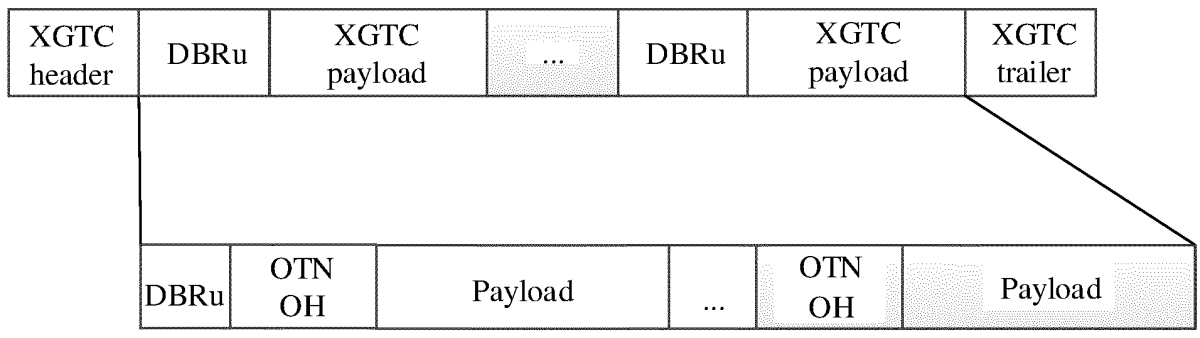 XGTC header
DBRu
XGTC payload
...
DBRu
XGTC payload
XGTC trailer
DBRu
OTN OH
Payload
...
OTN OH
Payload